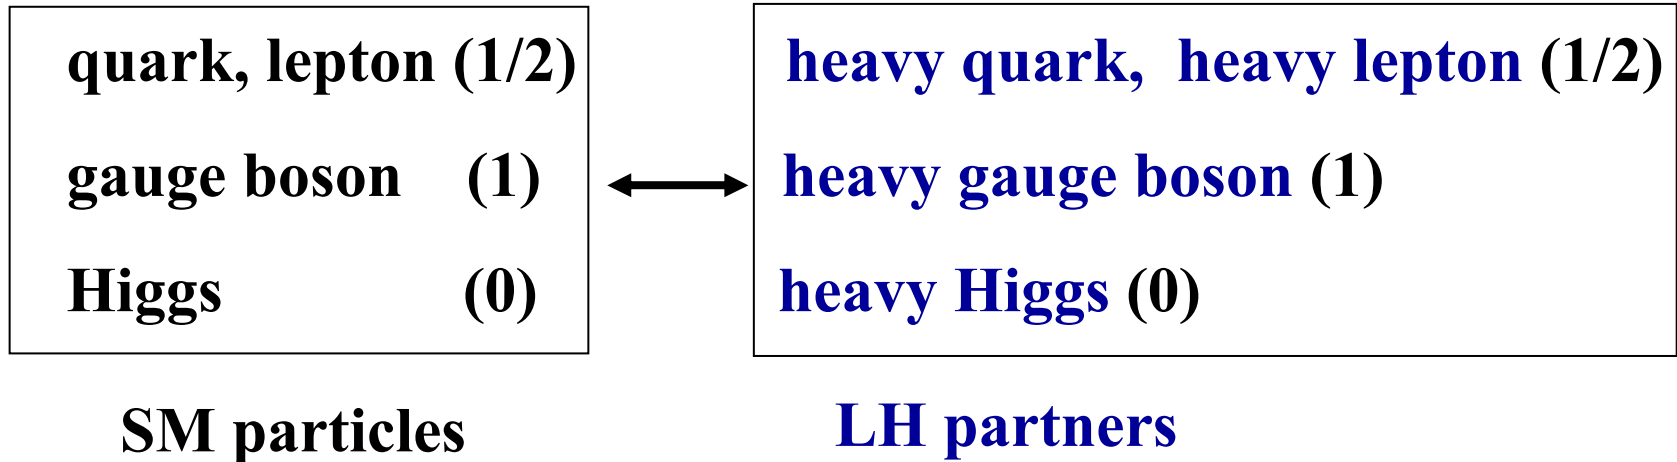 quark, lepton (1/2)
gauge boson (1)
Higgs (0)
SM particles
heavy quark, heavy lepton (1/2)
heavy gauge boson (1)
heavy Higgs (0)
LH partners